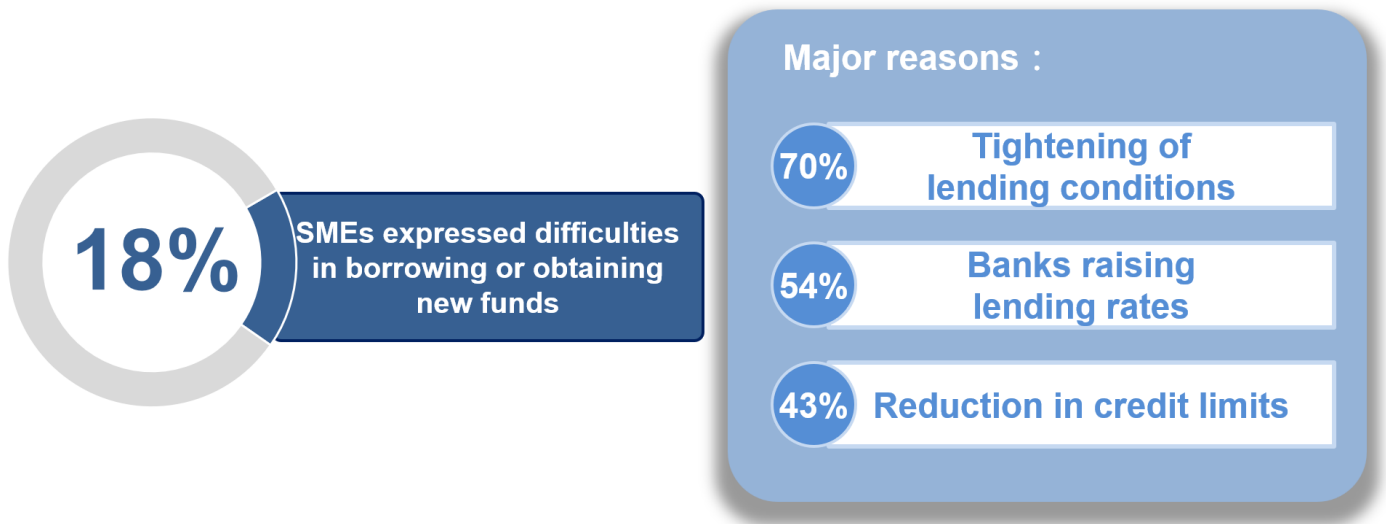 18%
SMEs expressed difficulties
in borrowing or obtaining
new funds
Major reasons：
70%
Tightening of
lending conditions
54%
Banks raising
lending rates
43%
Reduction in credit limits